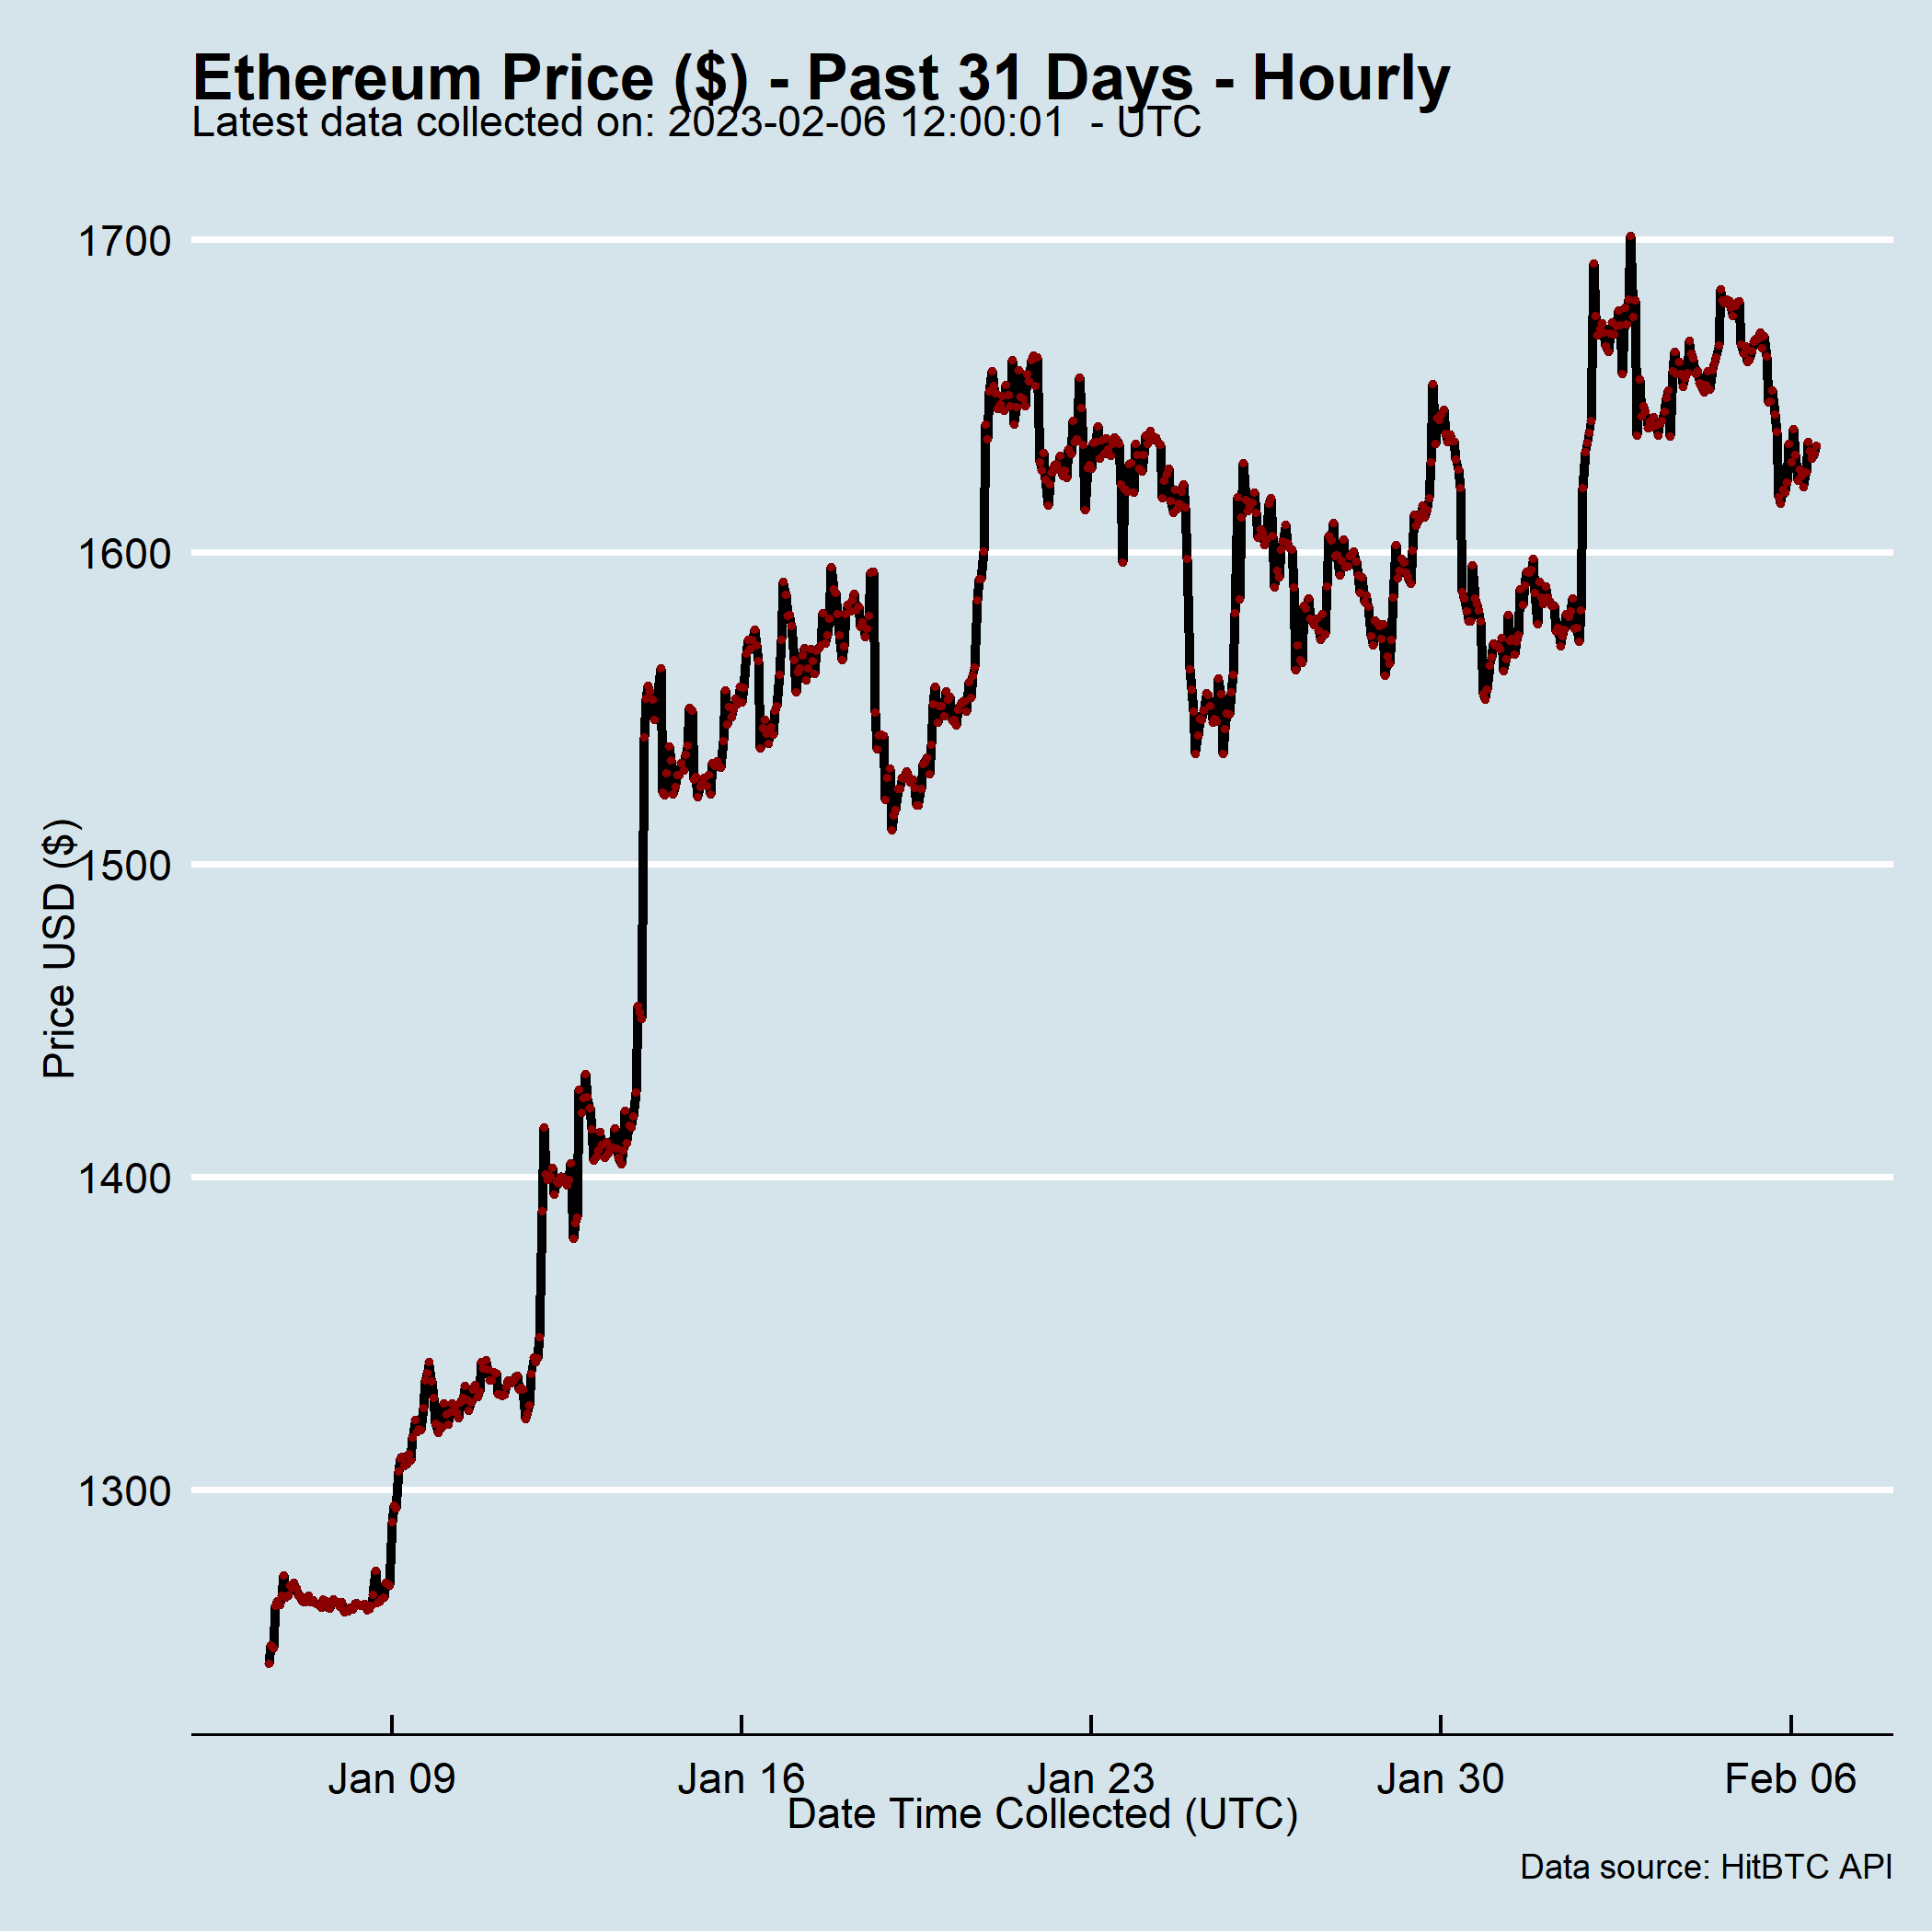 Ethereum Price ($) - Past 31 Days - Hourly
Latest data collected on: 2023-02-06 12:00:01  - UTC
1700
1600
1500
1400
1300
Price USD ($)
Jan 09
Jan 16
Jan 23
Jan 30
Feb 06
Date Time Collected (UTC)
Data source: HitBTC API